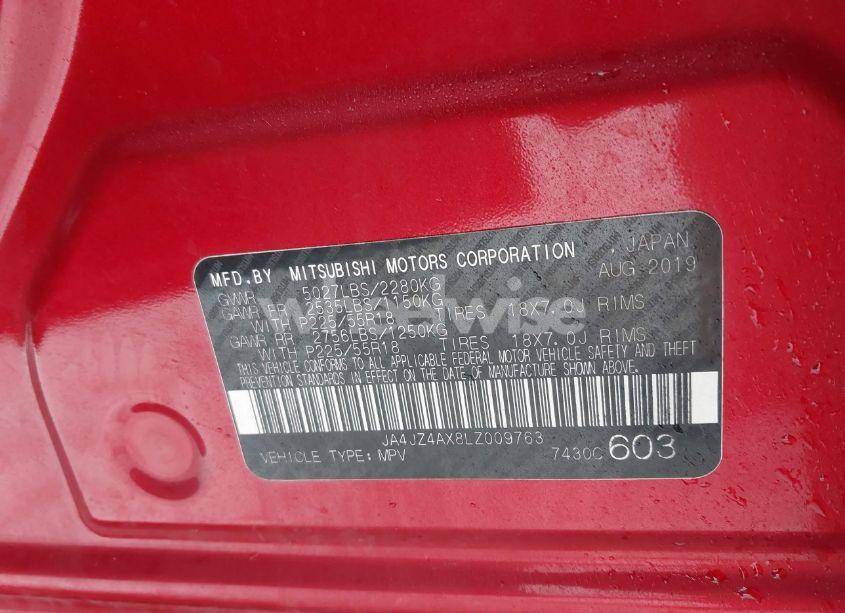 MFD.BY MITSUBISHI MOTORS CORPORATION , JAPAN
GVWR 5027LBS/2280KG AUG 2019
GAWR FR 2535LBS/1150KG
WITH P225/55R18 TIRES 18X7.0J RIMS
GAWR RR 2756LBS/1250KG
WITH P225/55R18 TIRES 18X7.0J RIMS
THIS VEHICLE CONFORMS TO ALL APPLICABLE FEDERAL MOTOR VEHICLE SAFETY AND THEFT
PREVENTION STANDARDS IN EFFECT ON THE DATE OF MANUFACTURE SHOWN ABOVE.
JA4JZ4AX8LZ009763
VEHICLE TYPE: MPV 7430C 603